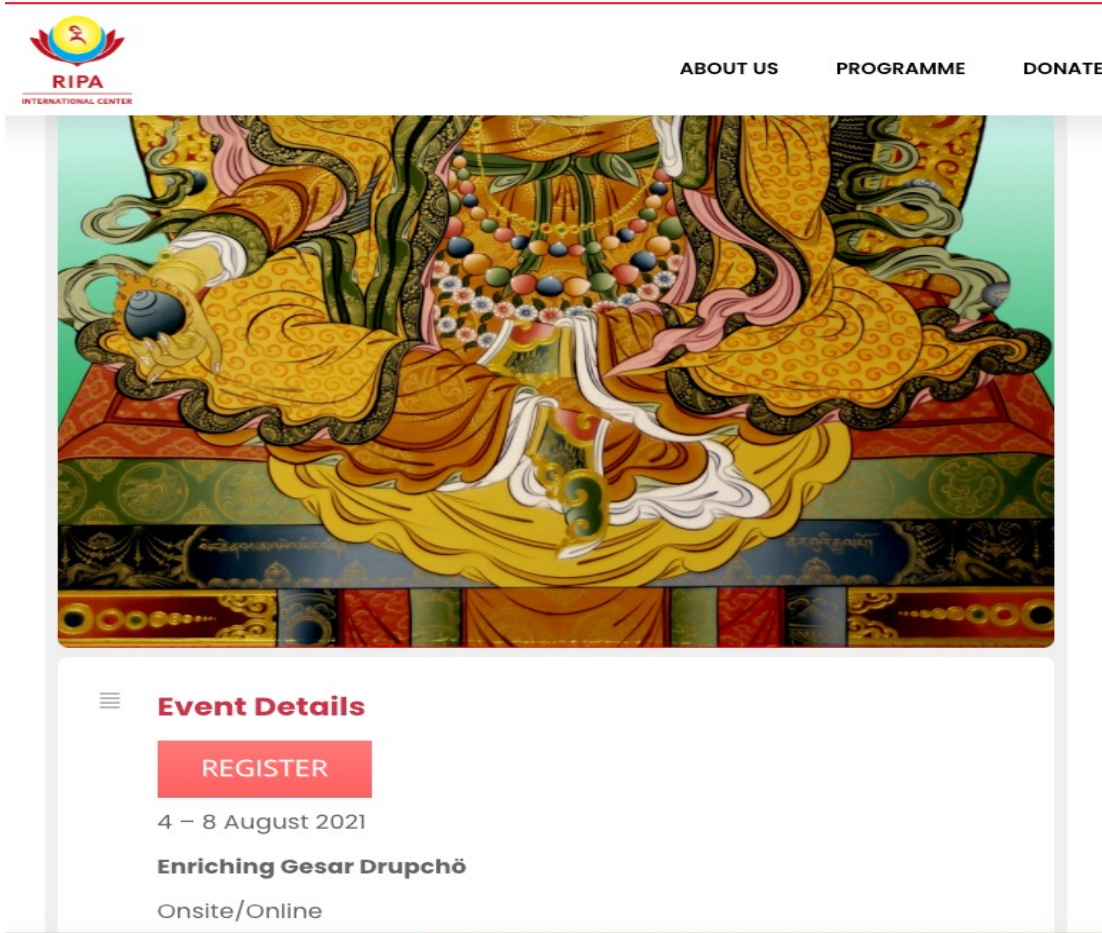 RIPA
INTERNATIONAL CENTER
ABOUT US PROGRAMME DONATE
Event Details
REGISTER
4 – 8 August 2021
Enriching Gesar Drupchö
Onsite/Online